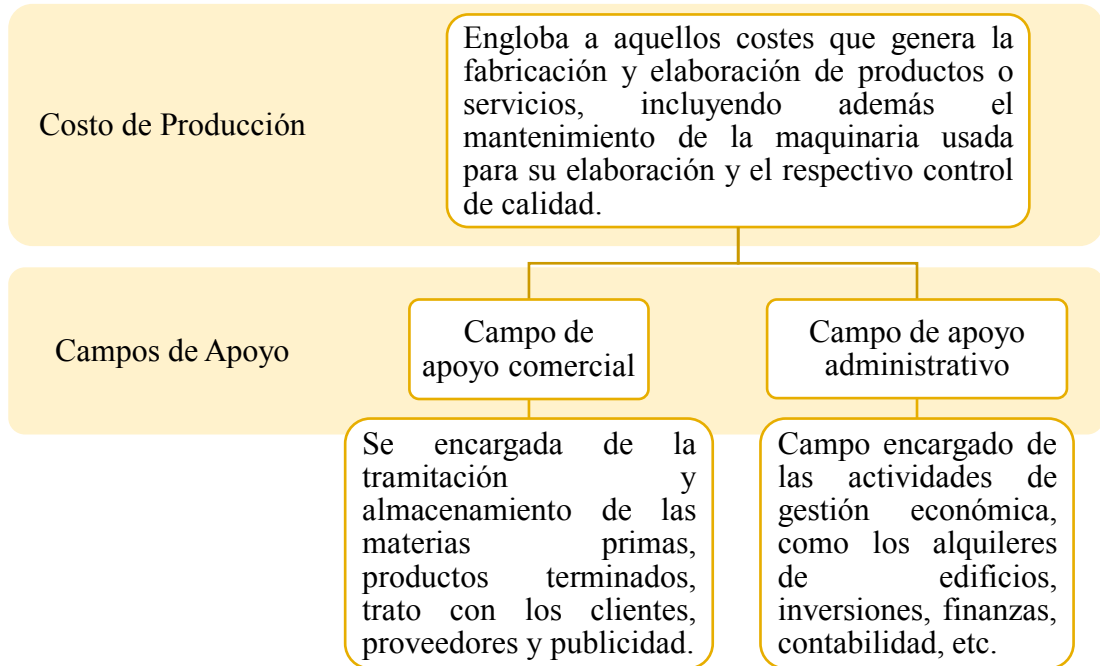 Costo de Producción
Engloba a aquellos costes que genera la
fabricación y elaboración de productos o
servicios, incluyendo además el
mantenimiento de la maquinaria usada
para su elaboración y el respectivo control
de calidad.
Campos de Apoyo
Campo de
apoyo comercial
Campo de apoyo
administrativo
Se encargada de la
tramitación y
almacenamiento de las
materias primas,
productos terminados,
trato con los clientes,
proveedores y publicidad.
Campo encargado de
las actividades de
gestión económica,
como los alquileres
de edificios,
inversiones, finanzas,
contabilidad, etc.